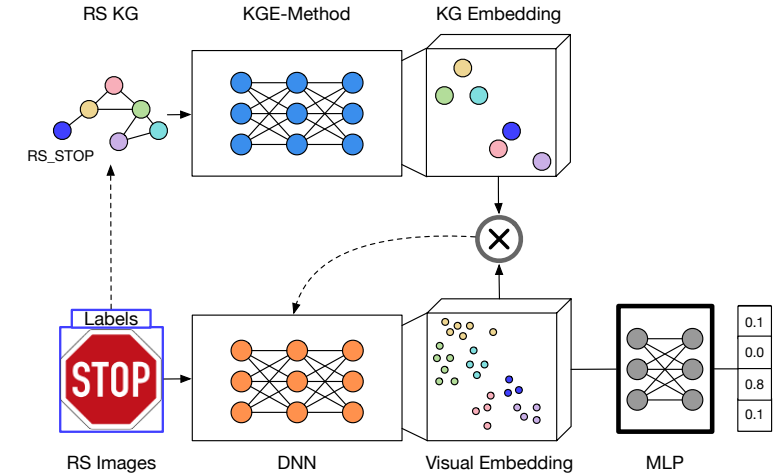 RS KG
KGE-Method
KG Embedding
RS_STOP
Labels
STOP
0.1
0.0
0.8
0.1
RS Images
DNN
Visual Embedding
MLP